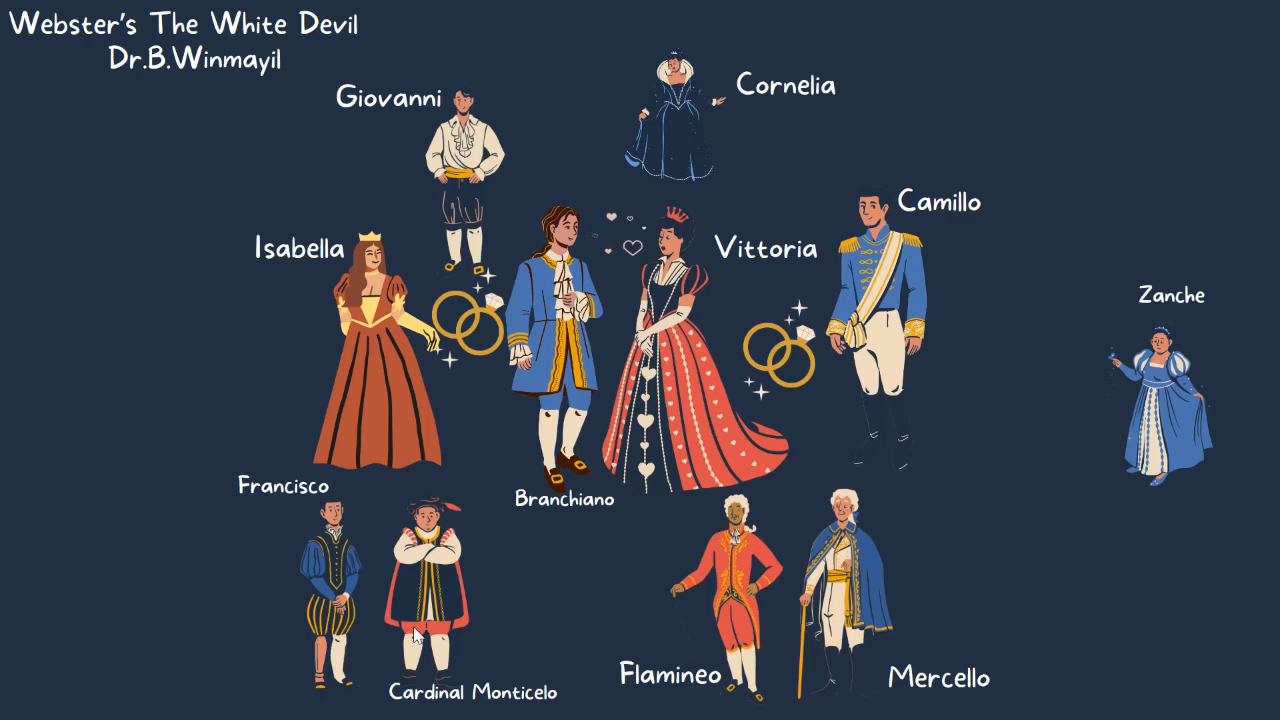 Webster's The White Devil
Dr.B.Winmayil
Giovanni
Cornelia
Camillo
Isabella
Vittoria
Zanche
Francisco
Branchiano
Flamineo
Mercello
Cardinal Monticelo